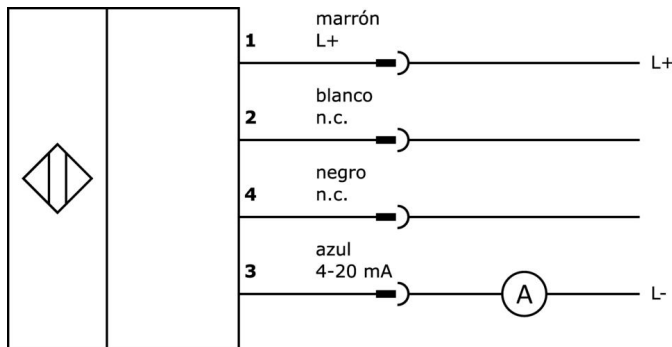 marrón
1
L+
L+
blanco
2
n.c.
negro
4
n.c.
azul
3
4-20 mA
A
L-